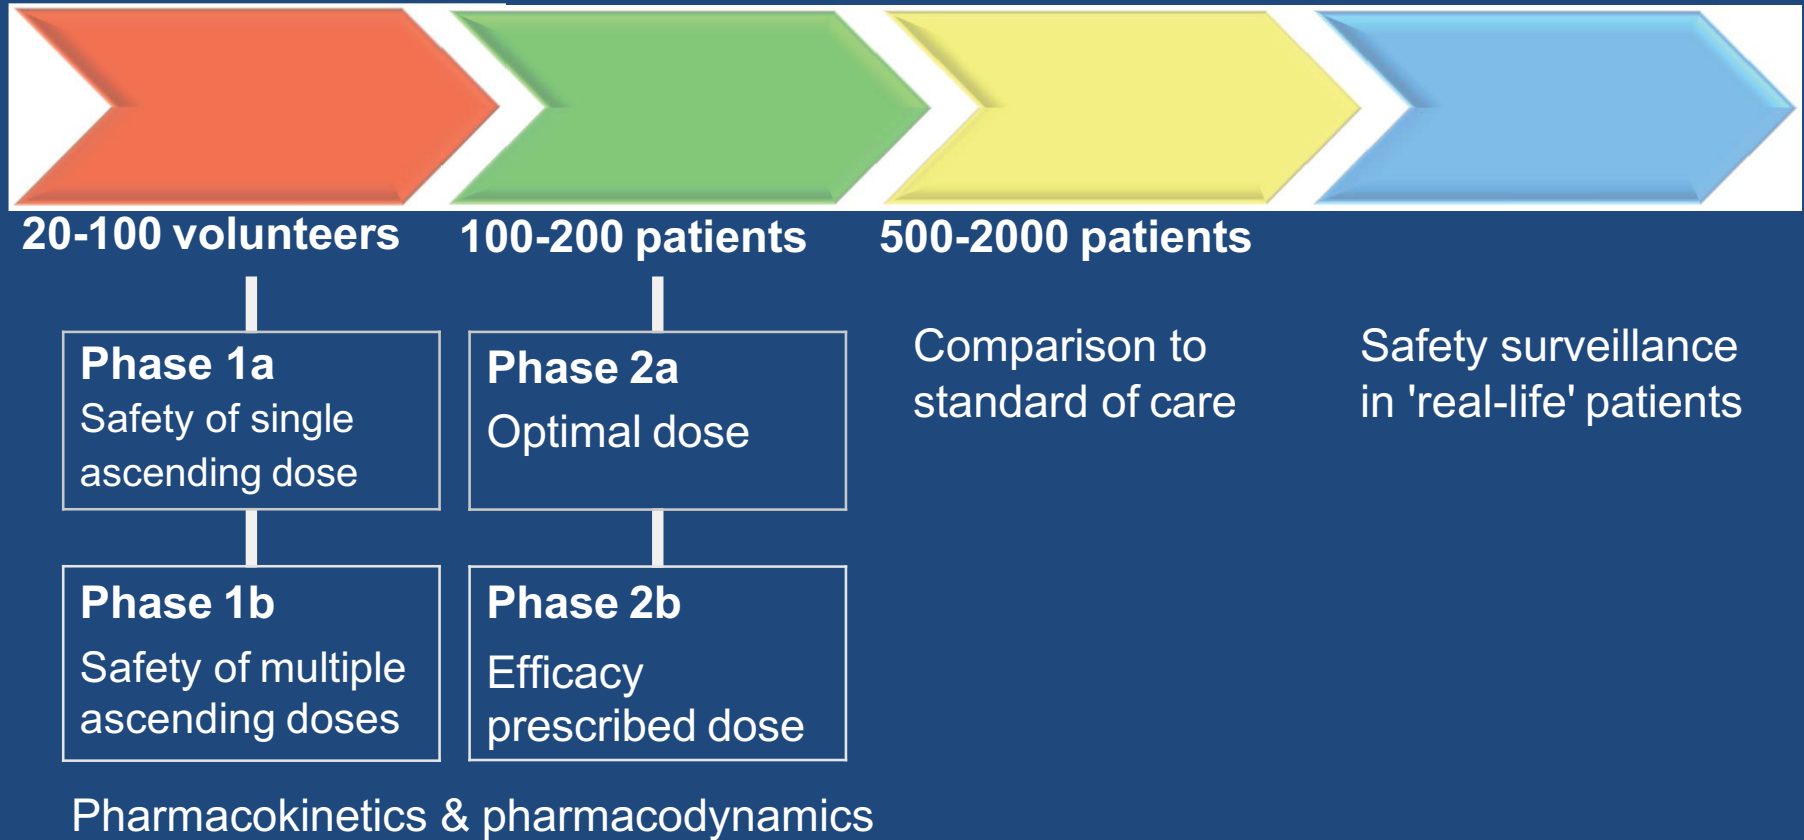 20-100 volunteers
100-200 patients
500-2000 patients
Phase 1a
Safety of single
ascending dose
Phase 1b
Safety of multiple
ascending doses
Phase 2a
Optimal dose
Phase 2b
Efficacy
prescribed dose
Comparison to
standard of care
Safety surveillance
in 'real-life' patients
Pharmacokinetics & pharmacodynamics